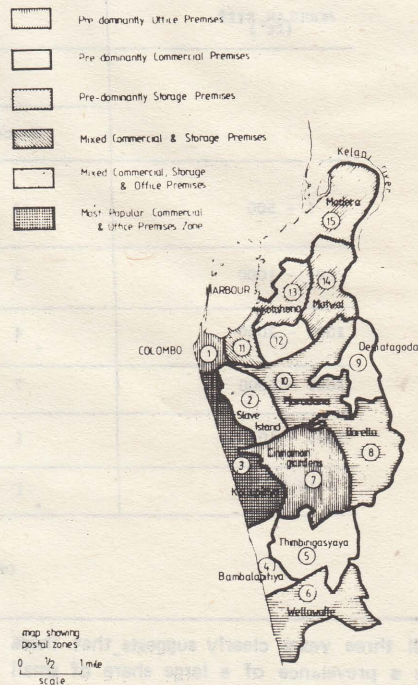 Pre dominantly Office Premises
Pre dominantly Commercial Premises
Pre-dominantly Storage Premises
Mixed Commercial & Storage Premises
Mixed Commercial, Storage
& Office Premises
Most Popular Commercial
& Office Premises Zone
Kelani river
Modera
15
HARBOUR
13
14
Kotahena
Mutwal
COLOMBO
1
11
12
Dematagoda
9
10
Maradana
2
Slave
Island
Borella
8
3
Cinnamon
gardens
7
Kollupitiya
Thimbirigasyaya
5
4
Bambalapitiya
6
Wellawatte
map showing
postal zones
0 1/2 1 mile
scale
three years clearly suggests that
a prevalance of a large share of